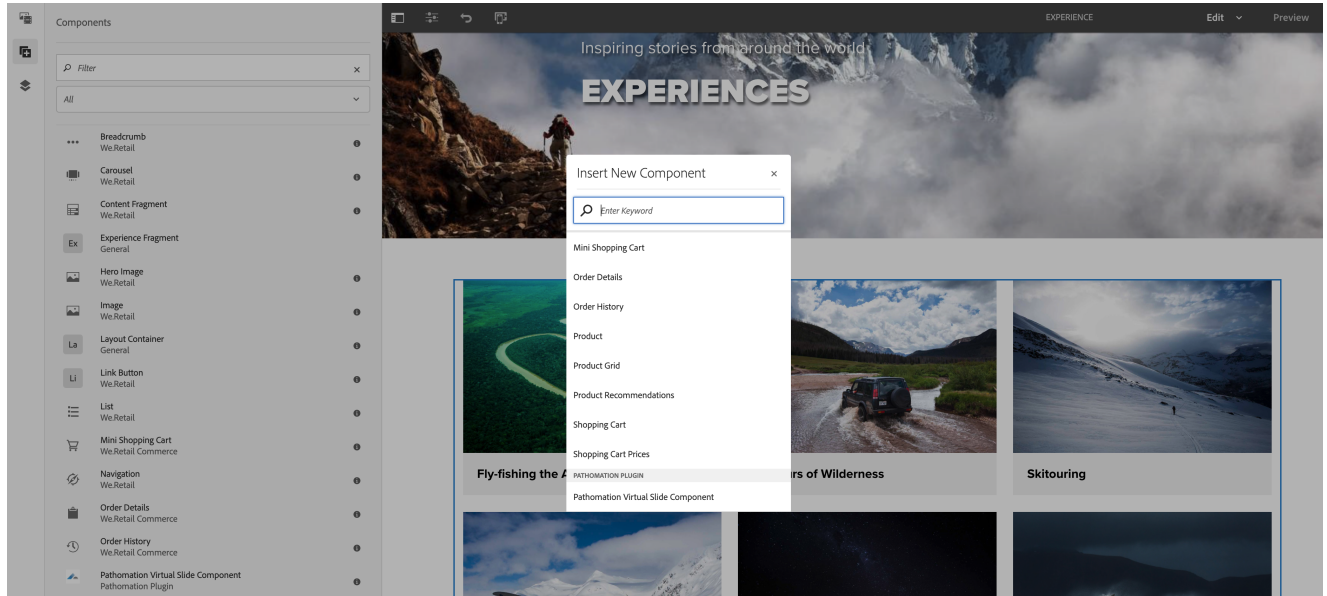 Components
Filter
All
Breadcrumb
We.Retail
Carousel
We.Retail
Content Fragment
We.Retail
Ex
Experience Fragment
General
Hero Image
We.Retail
Image
We.Retail
La
Layout Container
General
Li
Link Button
We.Retail
List
We.Retail
Mini Shopping Cart
We.Retail Commerce
Navigation
We.Retail
Order Details
We.Retail Commerce
Order History
We.Retail Commerce
Pathomation Virtual Slide Component
Pathomation Plugin
EXPERIENCE
Edit
Preview
Inspiring stories from around the world
EXPERIENCES
Insert New Component
Enter Keyword
Mini Shopping Cart
Order Details
Order History
Product
Product Grid
Product Recommendations
Shopping Cart
Shopping Cart Prices
PATHOMATION PLUGIN
Pathomation Virtual Slide Component
Fly-fishing the
of Wilderness
Skitouring